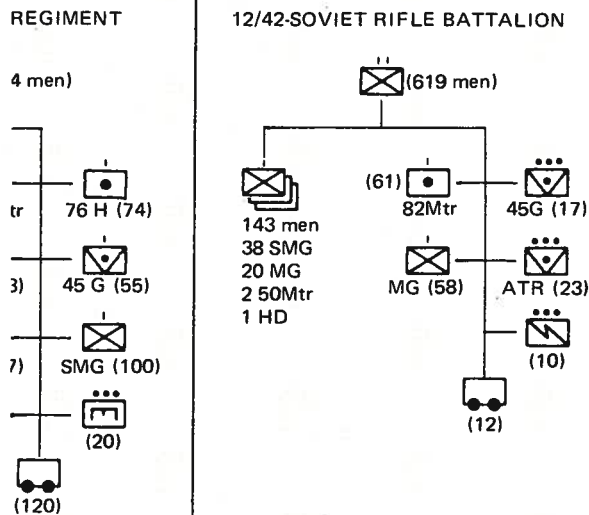 REGIMENT
4 men)
tr
76 H (74)
3)
45 G (55)
7)
SMG (100)
(20)
(120)
12/42-SOVIET RIFLE BATTALION
(619 men)
143 men
38 SMG
20 MG
2 50Mtr
1 HD
(61)
82Mtr
45G (17)
MG (58)
ATR (23)
(10)
(12)